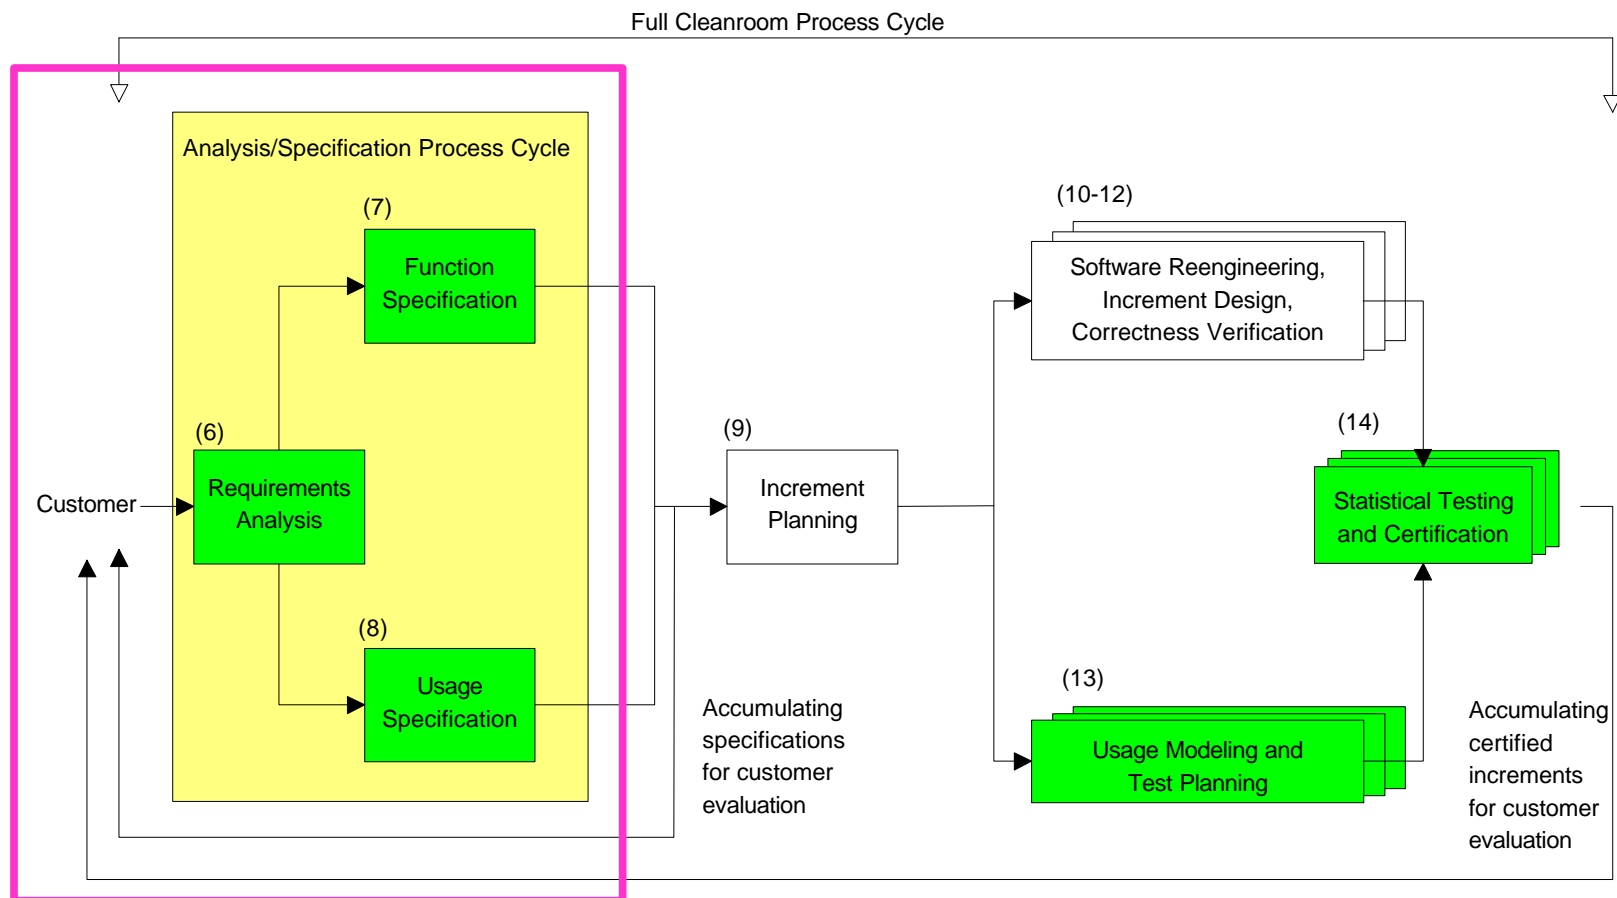 Full Cleanroom Process Cycle
Analysis/Specification Process Cycle
(7)
Function
Specification
(6)
Customer
Requirements
Analysis
(8)
Usage
Specification
(9)
Increment
Planning
Accumulating
specifications
for customer
evaluation
(10-12)
Software Reengineering,
Increment Design,
Correctness Verification
(14)
Statistical Testing
and Certification
(13)
Usage Modeling and
Test Planning
Accumulating
certified
increments
for customer
evaluation